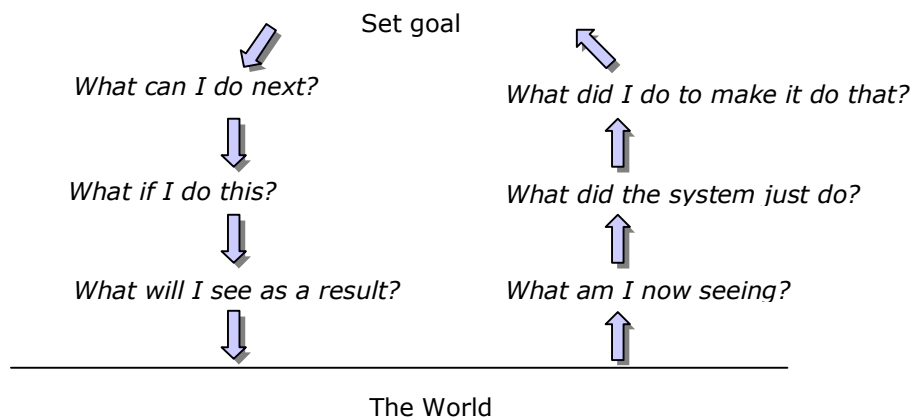 Set goal
What can I do next?
What did I do to make it do that?
What if I do this?
What did the system just do?
What will I see as a result?
What am I now seeing?
The World